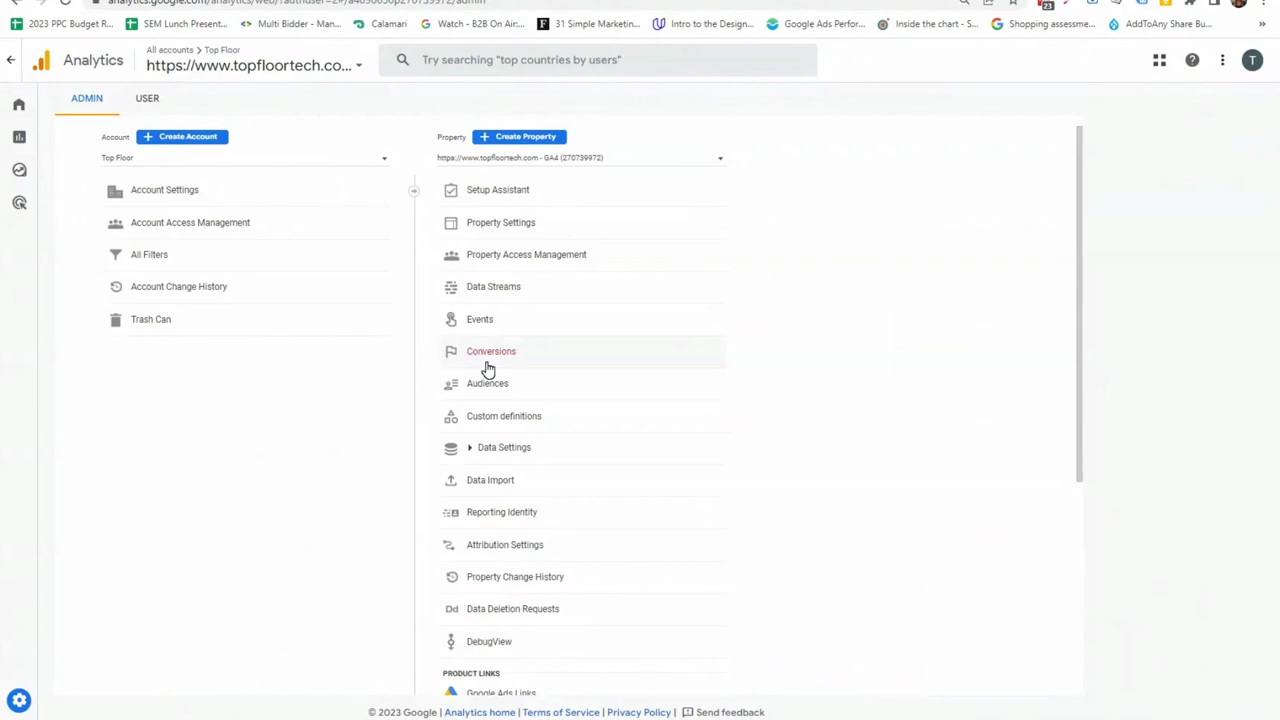 analytics.google.com/analytics/web/?authuser=2#/a4096636p270739972/admin
23
2023 PPC Budget R...
SEM Lunch Present...
Multi Bidder - Man...
Calamari
Watch - B2B On Air:...
31 Simple Marketin...
Intro to the Design...
Google Ads Perfor...
Inside the chart - S...
Shopping assessme...
AddToAny Share Bu...
»
Analytics
All accounts > Top Floor
https://www.topfloortech.co...
Try searching "top countries by users"
T
ADMIN
USER
Account
+ Create Account
Top Floor
Account Settings
Account Access Management
All Filters
Account Change History
Trash Can
Property
+ Create Property
https://www.topfloortech.com - GA4 (270739972)
Setup Assistant
Property Settings
Property Access Management
Data Streams
Events
Conversions
Audiences
Custom definitions
Data Settings
Data Import
Reporting Identity
Attribution Settings
Property Change History
Dd Data Deletion Requests
DebugView
PRODUCT LINKS
Google Ads Links
© 2023 Google | Analytics home | Terms of Service | Privacy Policy | Send feedback